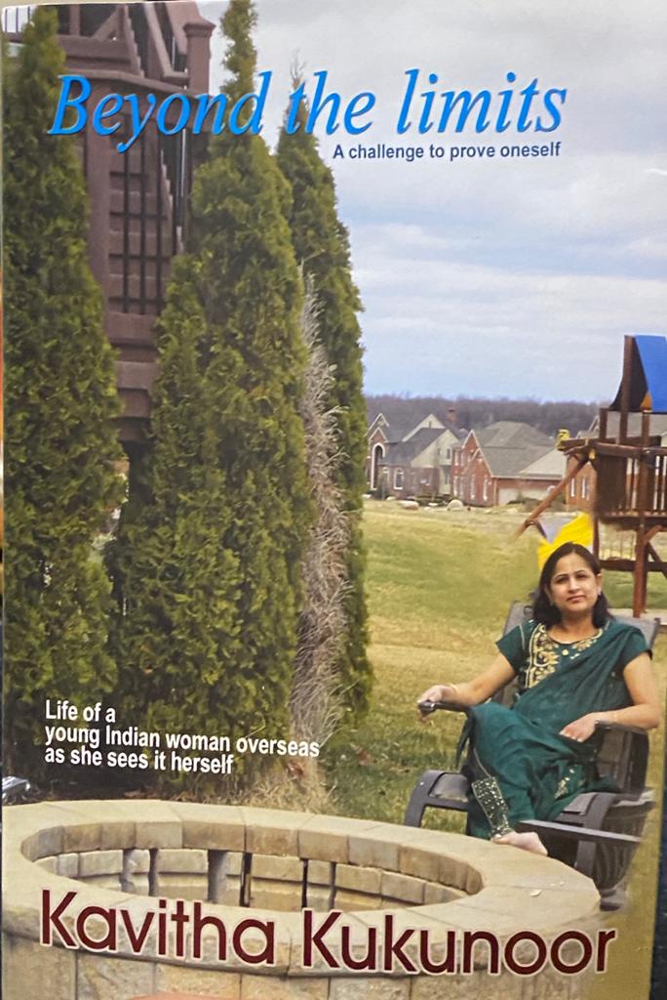 Beyond the limits
A challenge to prove oneself
Life of a
young Indian woman overseas
as she sees it herself
Kavitha Kukunoor